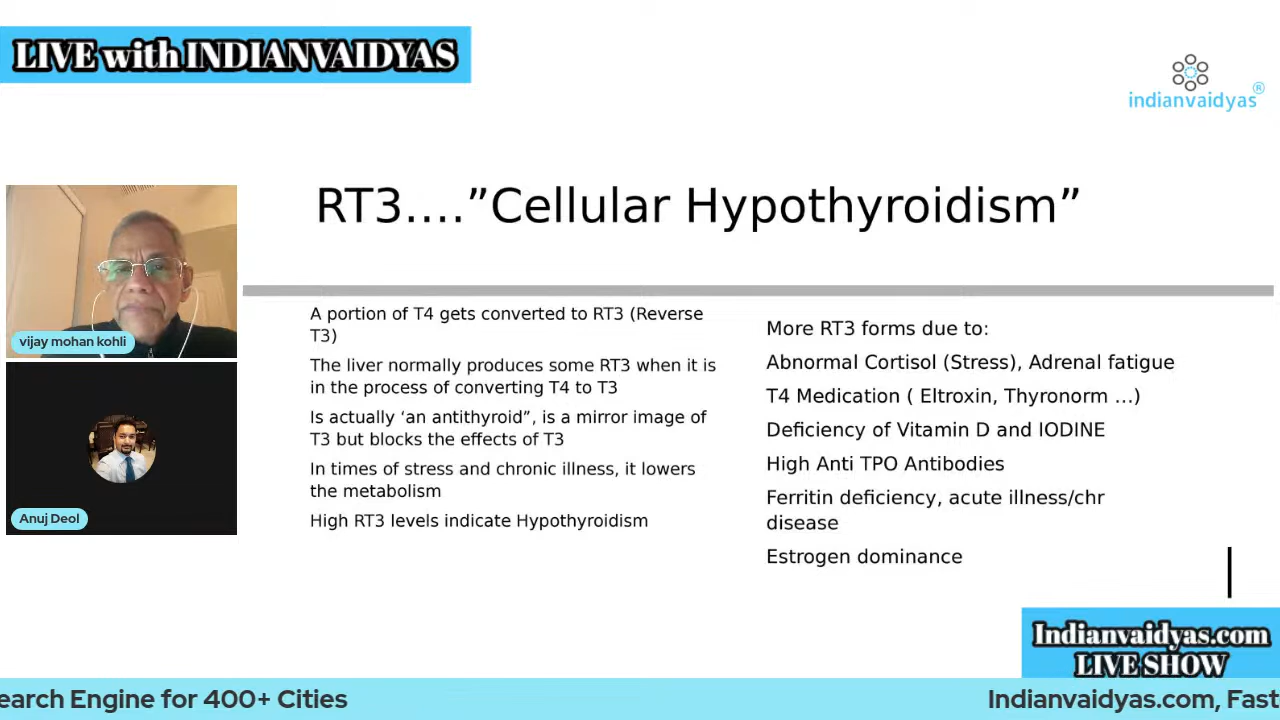 LIVE with INDIANVAIDYAS
indianvaidyas®
RT3....”Cellular Hypothyroidism”
vijay mohan kohli
Anuj Deol
A portion of T4 gets converted to RT3 (Reverse
T3)
The liver normally produces some RT3 when it is
in the process of converting T4 to T3
Is actually ‘an antithyroid”, is a mirror image of
T3 but blocks the effects of T3
In times of stress and chronic illness, it lowers
the metabolism
High RT3 levels indicate Hypothyroidism
More RT3 forms due to:
Abnormal Cortisol (Stress), Adrenal fatigue
T4 Medication ( Eltroxin, Thyronorm ...)
Deficiency of Vitamin D and IODINE
High Anti TPO Antibodies
Ferritin deficiency, acute illness/chr
disease
Estrogen dominance
Indianvaidyas.com
LIVE SHOW
earch Engine for 400+ Cities
Indianvaidyas.com, Fast